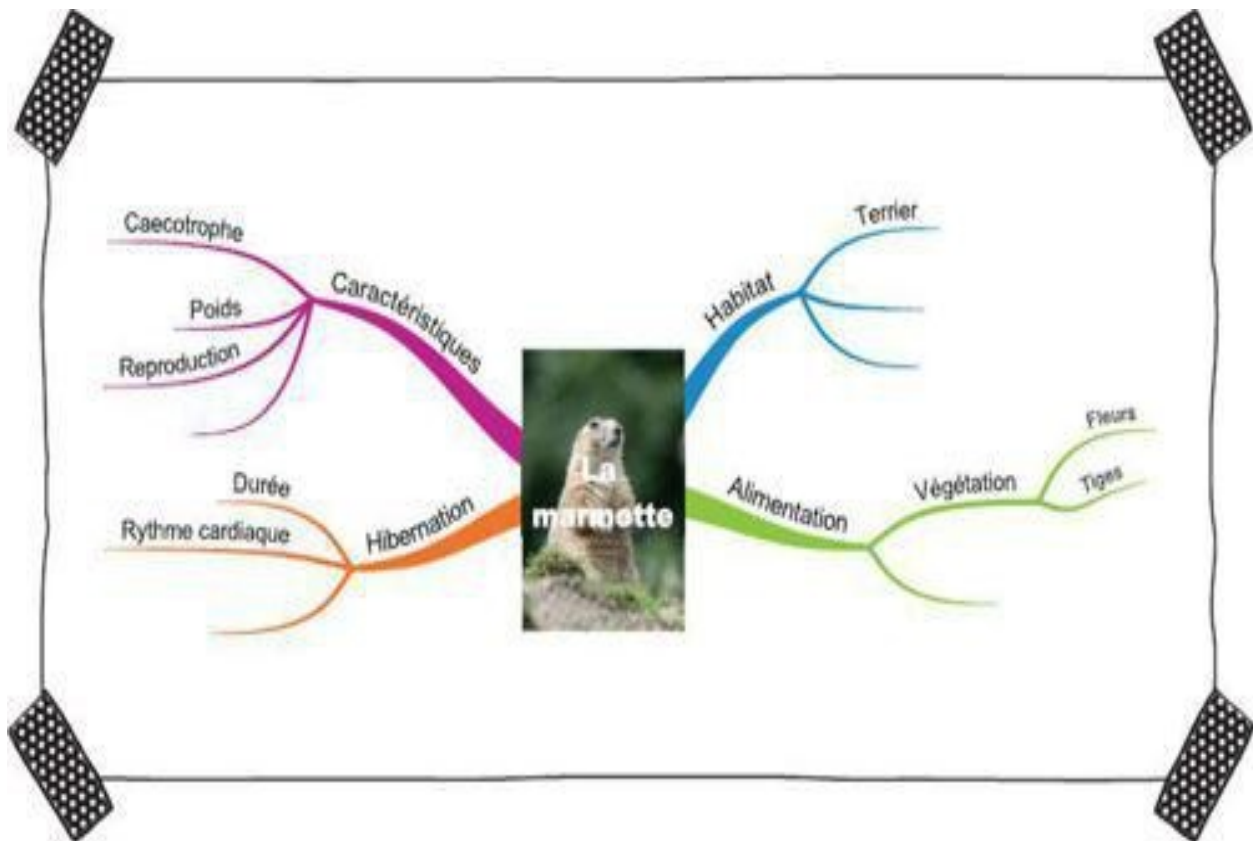 Caecotrophe
Poids
Reproduction
Caractéristiques
Durée
Rythme cardiaque
Hibernation
La
marmotte
Habitat
Terrier
Alimentation
Végétation
Fleurs
Tiges